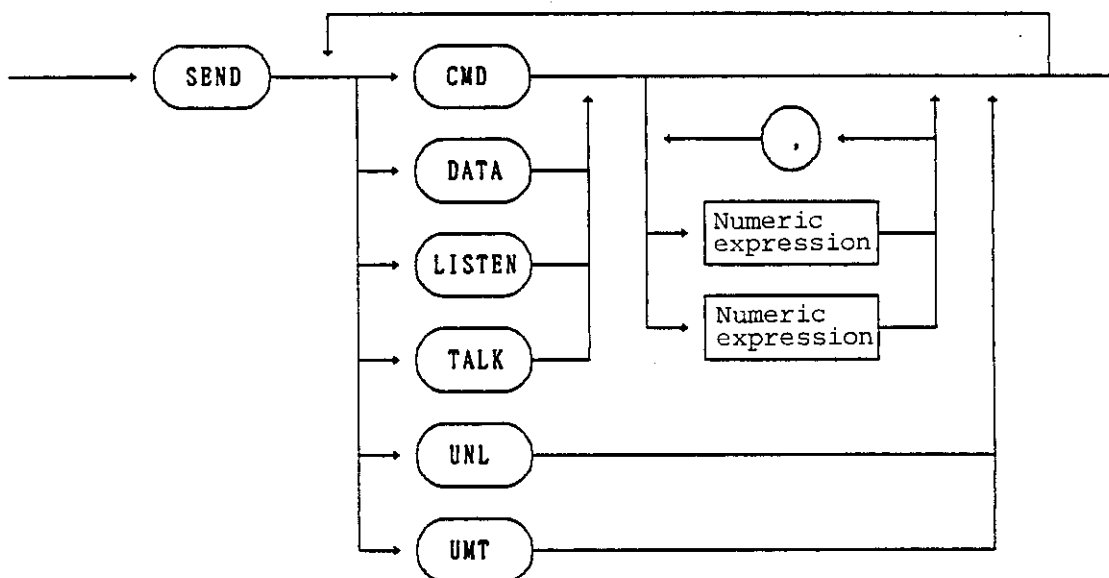 SEND
CMD
,
DATA
Numeric
expression
LISTEN
Numeric
expression
TALK
UNL
UMT